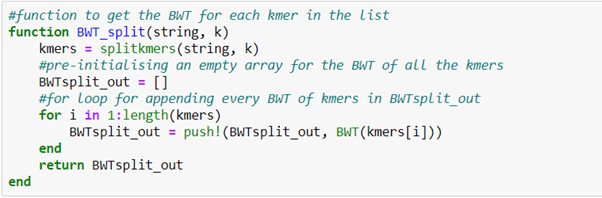 #function to get the BWT for each kmer in the list
function BWT_split(string, k)
    kmers = splitkmers(string, k)
    #pre-initialising an empty array for the BWT of all the kmers
    BWTsplit_out = []
    #for loop for appending every BWT of kmers in BWTsplit_out
    for i in 1:length(kmers)
        BWTsplit_out = push!(BWTsplit_out, BWT(kmers[i]))
    end
    return BWTsplit_out
end